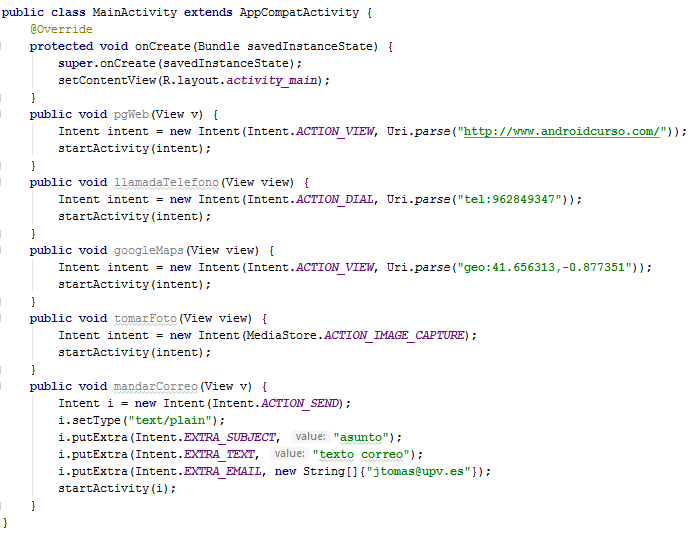 public class MainActivity extends AppCompatActivity {
    @Override
    protected void onCreate(Bundle savedInstanceState) {
        super.onCreate(savedInstanceState);
        setContentView(R.layout.activity_main);
    }
    public void pgWeb(View v) {
        Intent intent = new Intent(Intent.ACTION_VIEW, Uri.parse("http://www.androidcurso.com/"));
        startActivity(intent);
    }
    public void llamadaTelefono(View view) {
        Intent intent = new Intent(Intent.ACTION_DIAL, Uri.parse("tel:962849347"));
        startActivity(intent);
    }
    public void googleMaps(View view) {
        Intent intent = new Intent(Intent.ACTION_VIEW, Uri.parse("geo:41.656313,-0.877351"));
        startActivity(intent);
    }
    public void tomarFoto(View view) {
        Intent intent = new Intent(MediaStore.ACTION_IMAGE_CAPTURE);
        startActivity(intent);
    }
    public void mandarCorreo(View v) {
        Intent i = new Intent(Intent.ACTION_SEND);
        i.setType("text/plain");
        i.putExtra(Intent.EXTRA_SUBJECT, value: "asunto");
        i.putExtra(Intent.EXTRA_TEXT, value: "texto correo");
        i.putExtra(Intent.EXTRA_EMAIL, new String[]{"jtomas@upv.es"});
        startActivity(i);
    }
}